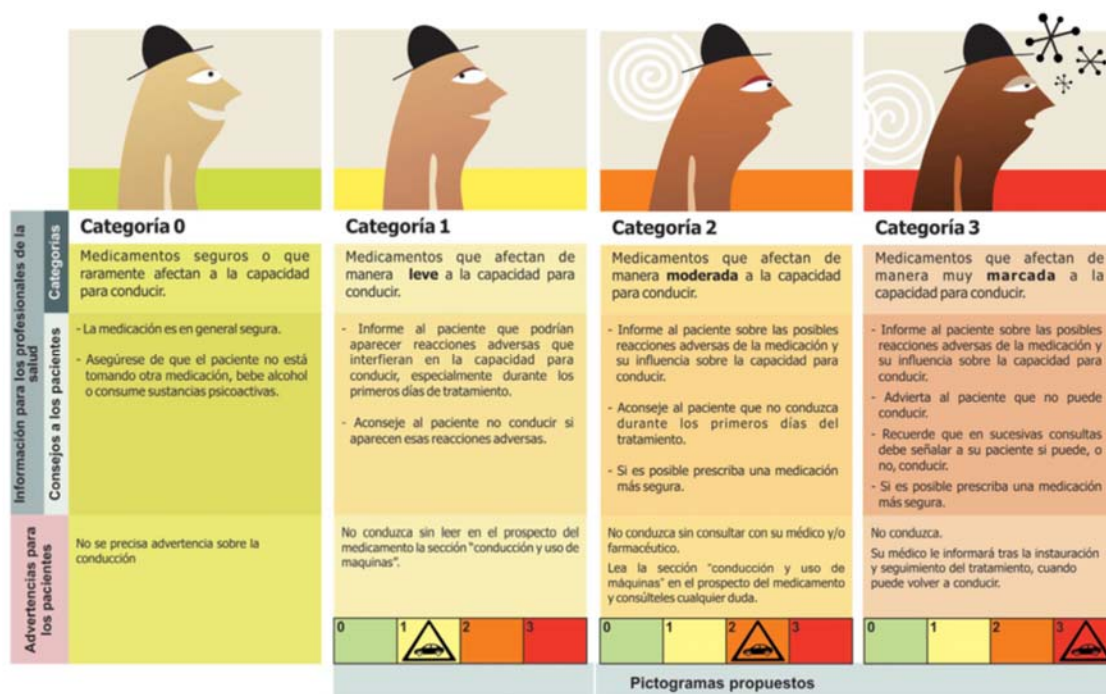 Categoría 0
Categoría 1
Categoría 2
Categoría 3
Información para los profesionales de la
salud
Categorías
Medicamentos seguros o que
raramente afectan a la capacidad
para conducir.
Medicamentos que afectan de
manera leve a la capacidad para
conducir.
Medicamentos que afectan de
manera moderada a la capacidad
para conducir.
Medicamentos que afectan de
manera muy marcada a la
capacidad para conducir.
Consejos a los pacientes
- La medicación es en general segura.
- Asegúrese de que el paciente no está
tomando otra medicación, bebe alcohol
o consume sustancias psicoactivas.
- Informe al paciente que podrían
aparecer reacciones adversas que
interfieran en la capacidad para
conducir, especialmente durante los
primeros días de tratamiento.
- Aconseje al paciente no conducir si
aparecen esas reacciones adversas.
- Informe al paciente sobre las posibles
reacciones adversas de la medicación y
su influencia sobre la capacidad para
conducir.
- Aconseje al paciente que no conduzca
durante los primeros días del
tratamiento.
- Si es posible prescriba una medicación
más segura.
- Informe al paciente sobre las posibles
reacciones adversas de la medicación y
su influencia sobre la capacidad para
conducir.
- Advierta al paciente que no puede
conducir.
- Recuerde que en sucesivas consultas
debe señalar a su paciente si puede, o
no, conducir.
- Si es posible prescriba una medicación
más segura.
Advertencias para
los pacientes
No se precisa advertencia sobre la
conducción
No conduzca sin leer en el prospecto del
medicamento la sección "conducción y uso de
maquinas".
No conduzca sin consultar con su médico y/o
farmacéutico.
Lea la sección "conducción y uso de
máquinas" en el prospecto del medicamento
y consúlteles cualquier duda.
No conduzca.
Su médico le informará tras la instauración
y seguimiento del tratamiento, cuando
puede volver a conducir.
0 1 2 3
0 1 2 3
0 1 2 3
Pictogramas propuestos